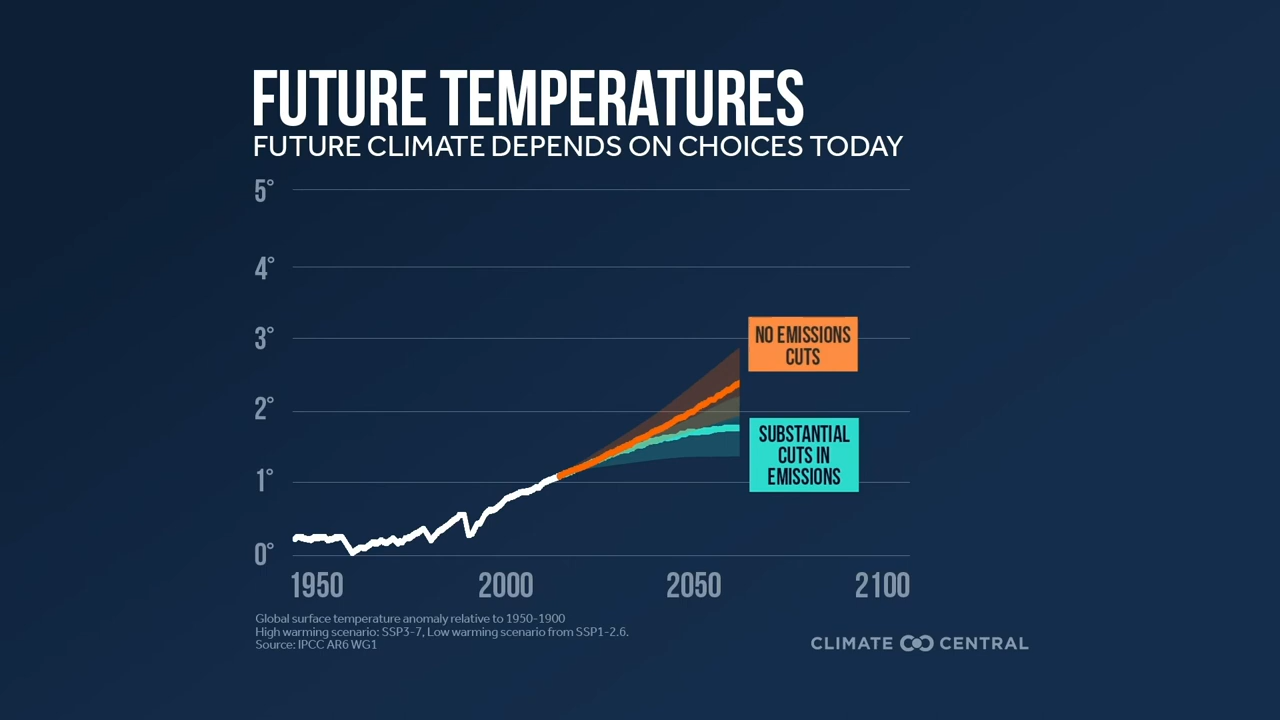 FUTURE TEMPERATURES
FUTURE CLIMATE DEPENDS ON CHOICES TODAY
5°
4°
3°
2°
1°
0°
NO EMISSIONS
CUTS
SUBSTANTIAL
CUTS IN
EMISSIONS
1950 2000 2050 2100
Global surface temperature anomaly relative to 1950-1900
High warming scenario: SSP3-7, Low warming scenario from SSP1-2.6.
Source: IPCC AR6 WG1
CLIMATE CENTRAL